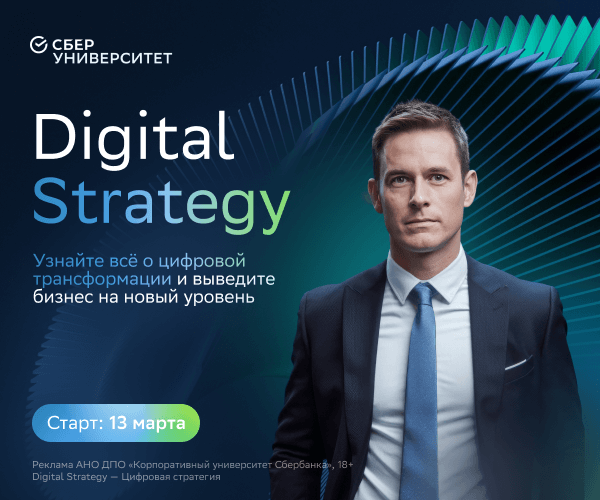 СБЕР
УНИВЕРСИТЕТ
Digital
Strategy
Узнайте всё о цифровой
трансформации и выведите
бизнес на новый уровень
Старт: 13 марта
Реклама АНО ДПО «Корпоративный университет Сбербанка», 18+
Digital Strategy — Цифровая стратегия